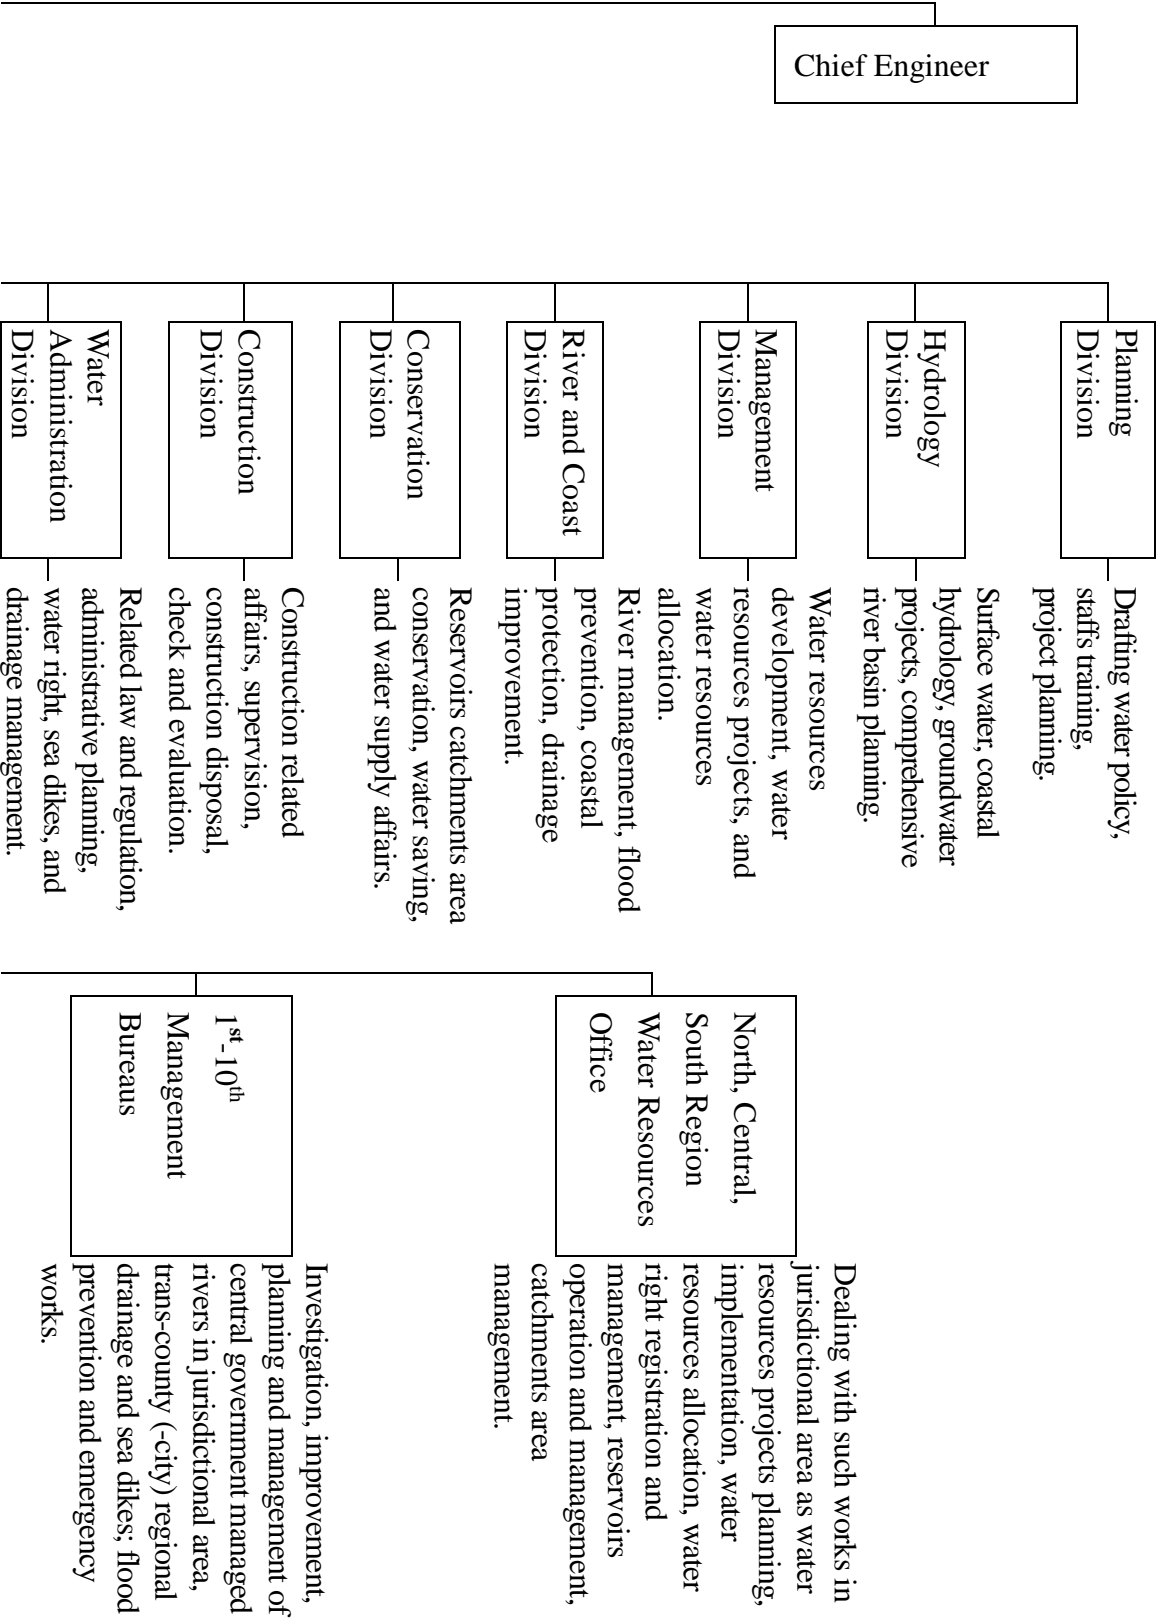 Chief Engineer
Planning
Division
Drafting water policy,
staffs training,
project planning.
Hydrology
Division
Surface water, coastal
hydrology, groundwater
projects, comprehensive
river basin planning.
Management
Division
Water resources
development, water
resources projects, and
water resources
allocation.
River and Coast
Division
River management, flood
prevention, coastal
protection, drainage
improvement.
Conservation
Division
Reservoirs catchments area
conservation, water saving,
and water supply affairs.
Construction
Division
Construction related
affairs, supervision,
construction disposal,
check and evaluation.
Water
Administration
Division
Related law and regulation,
administrative planning,
water right, sea dikes, and
drainage management.
North, Central,
South Region
Water Resources
Office
Dealing with such works in
jurisdictional area as water
resources projects planning,
implementation, water
resources allocation, water
right registration and
management, reservoirs
operation and management,
catchments area
management.
1st-10th
Management
Bureaus
Investigation, improvement,
planning and management of
central government managed
rivers in jurisdictional area,
trans-county (-city) regional
drainage and sea dikes; flood
prevention and emergency
works.